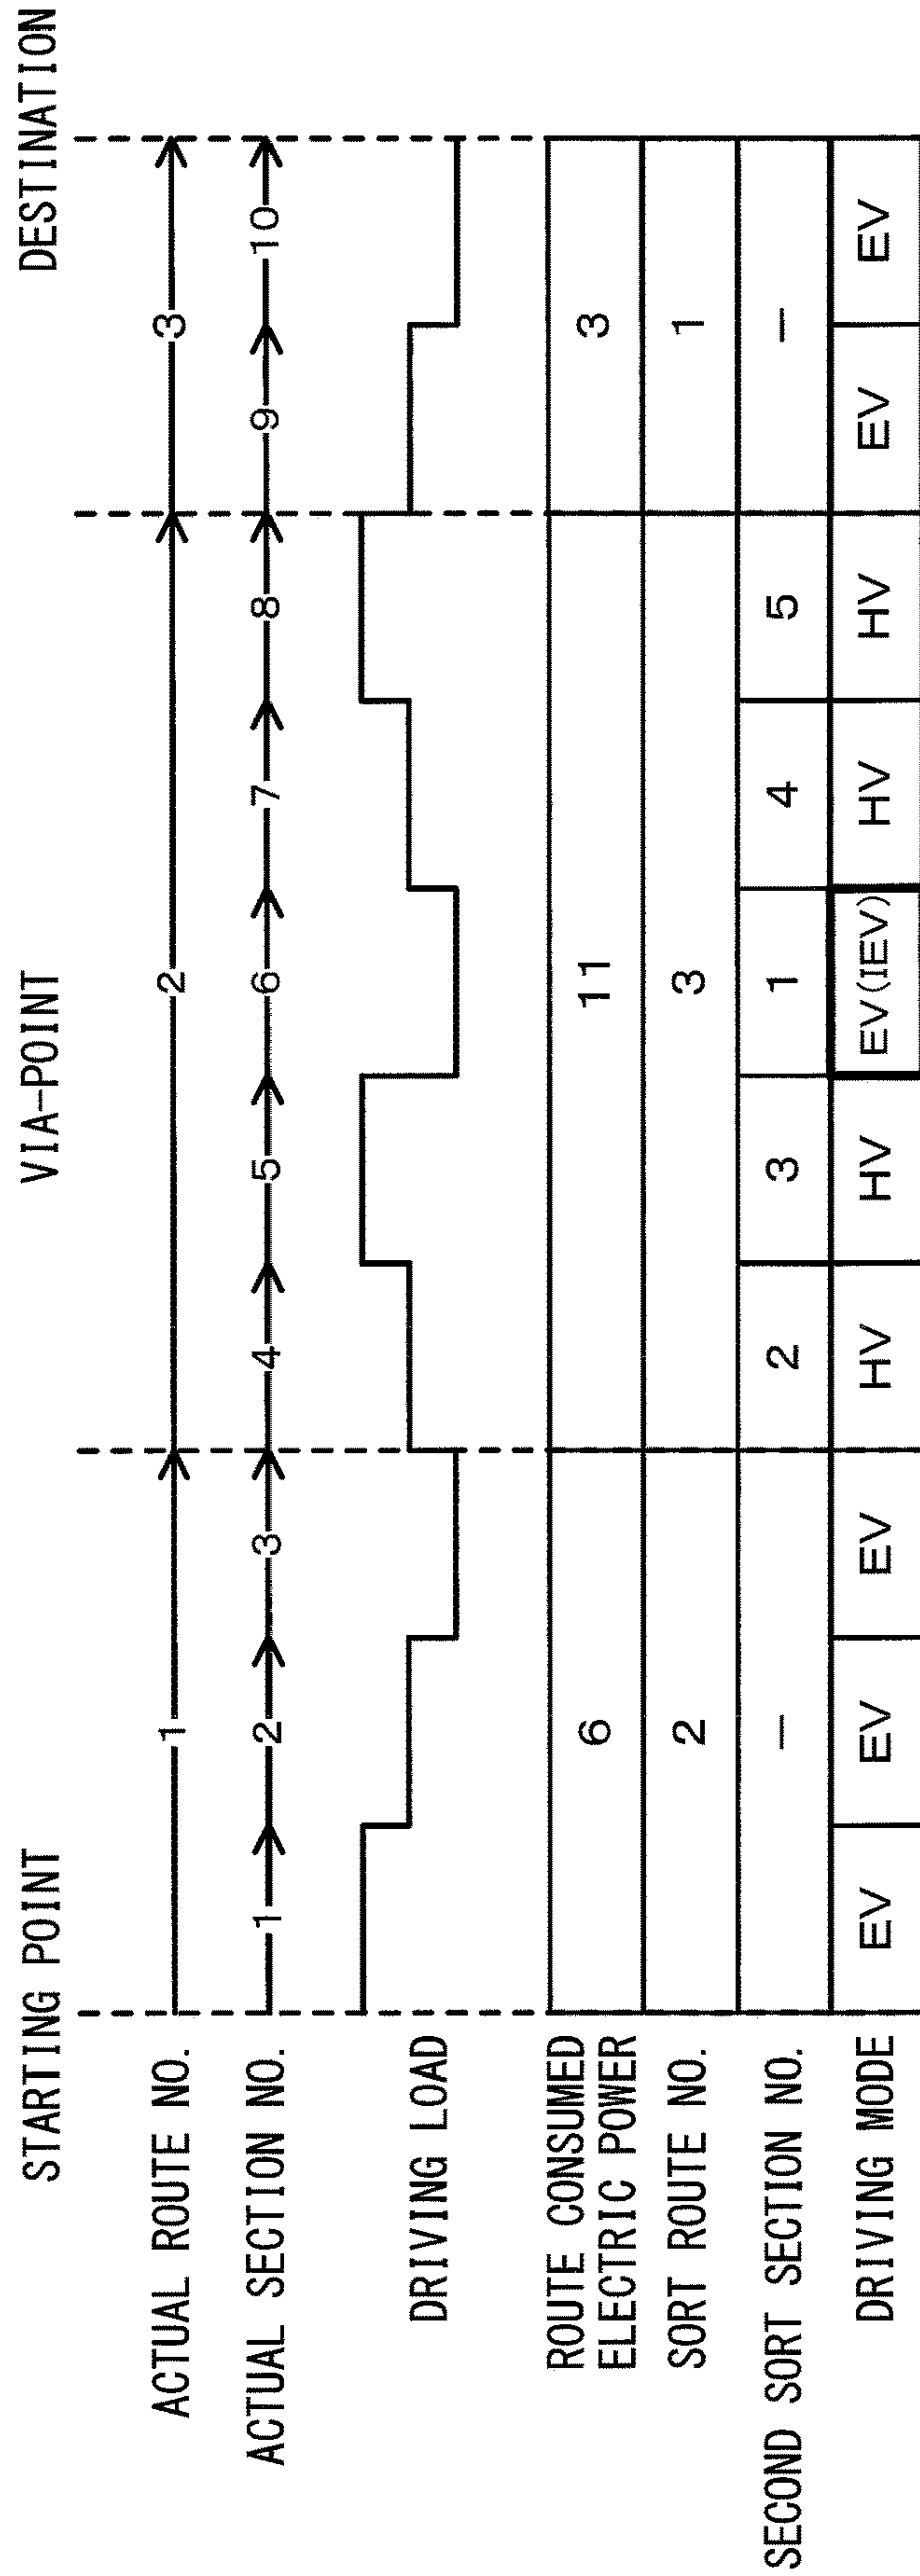 STARTING POINT VIA-POINT DESTINATION
ACTUAL ROUTE NO. 1 2 3
ACTUAL SECTION NO. 1 2 3 4 5 6 7 8 9 10
DRIVING LOAD
ROUTE CONSUMED
ELECTRIC POWER 6 11 3
SORT ROUTE NO. 2 3 1
SECOND SORT SECTION NO. – 2 3 1 4 5 –
DRIVING MODE EV EV EV HV HV EV(IEV) HV HV EV EV